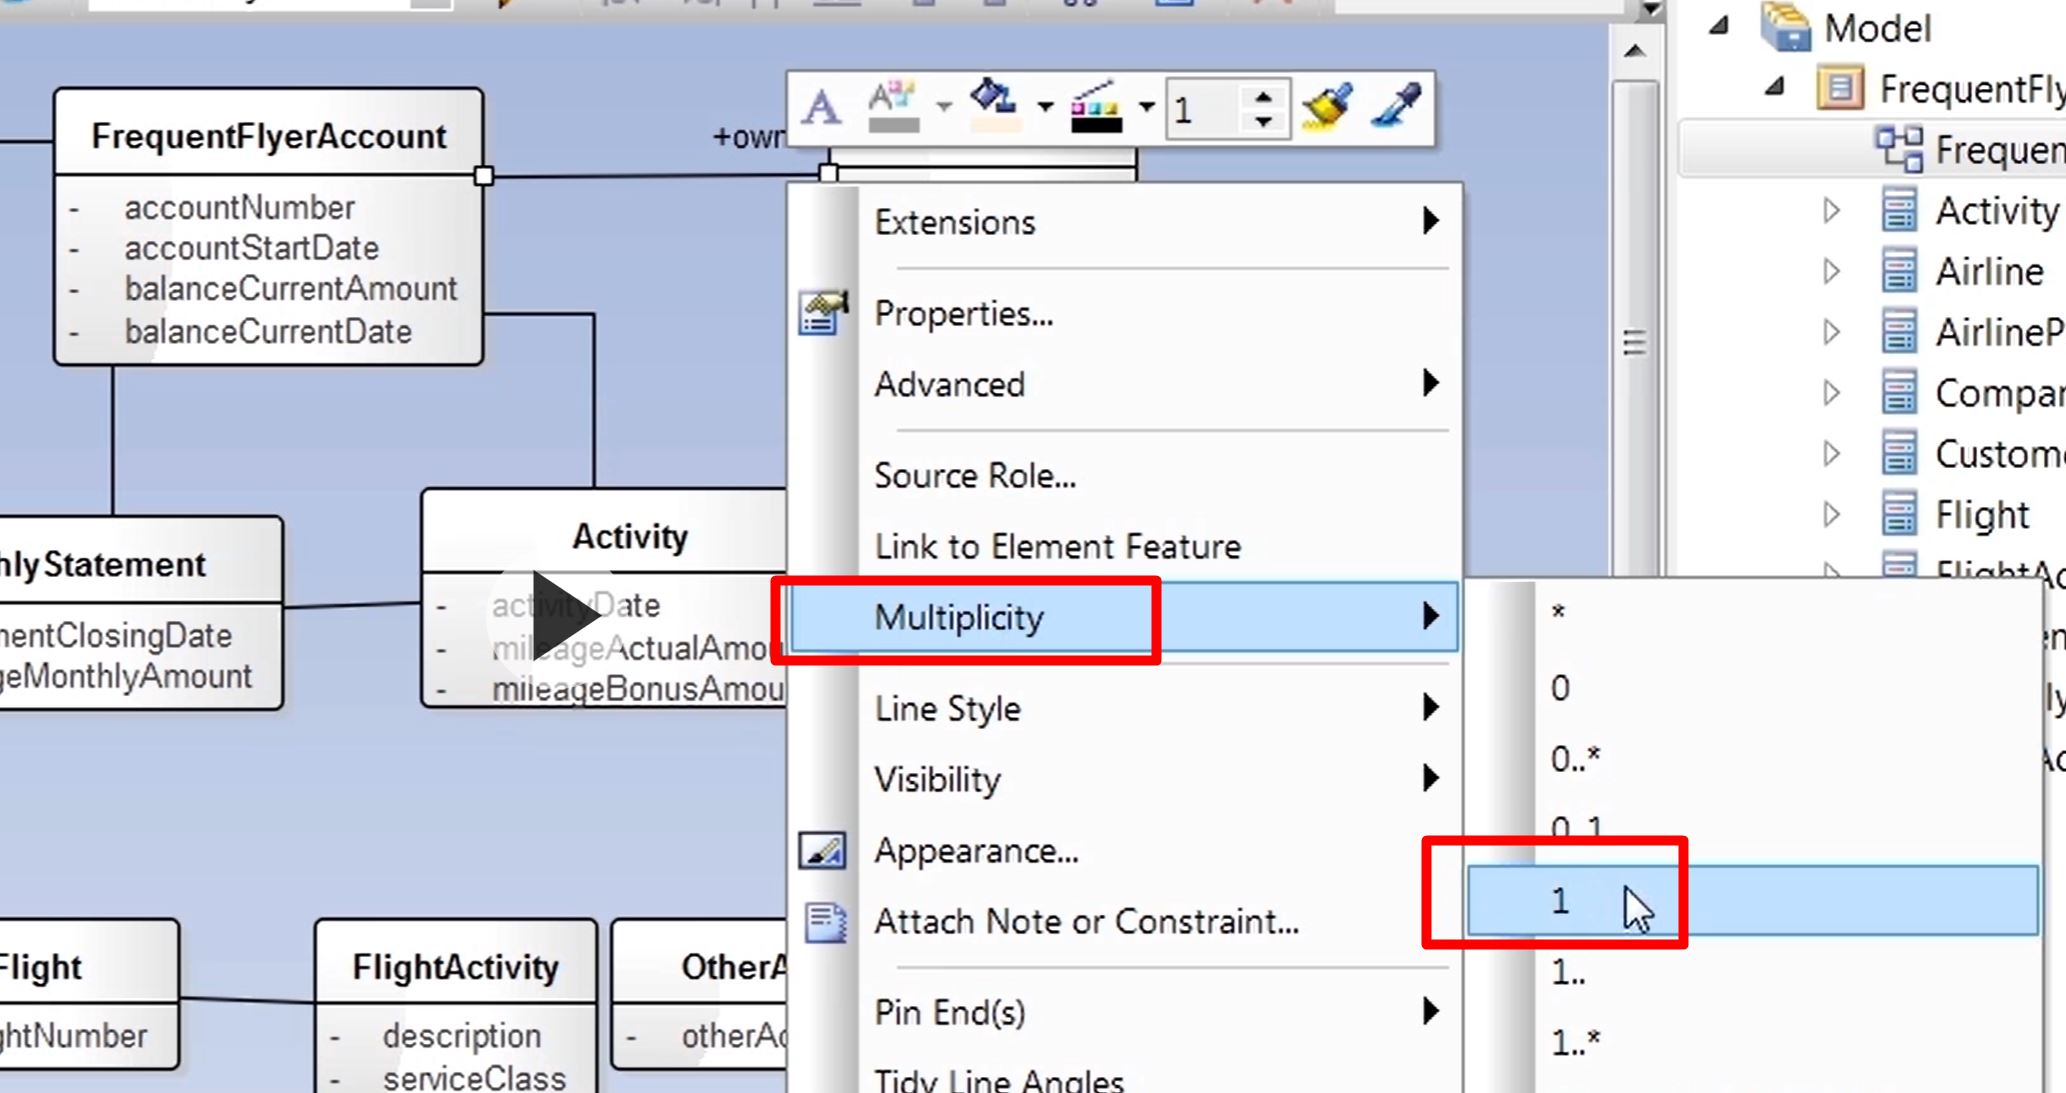 FrequentFlyerAccount
- accountNumber
- accountStartDate
- balanceCurrentAmount
- balanceCurrentDate
+own
1
hlyStatement
mentClosingDate
geMonthlyAmount
Activity
- activityDate
- mileageActualAmou
- mileageBonusAmou
Flight
ghtNumber
FlightActivity
- description
- serviceClass
OtherA
- otherAc
Extensions
Properties...
Advanced
Source Role...
Link to Element Feature
Multiplicity
Line Style
Visibility
Appearance...
Attach Note or Constraint...
Pin End(s)
Tidy Line Angles
*
0
0..*
0..1
1
1..
1..*
Model
FrequentFly
Frequen
Activity
Airline
AirlineP
Compan
Custome
Flight
FlightAc